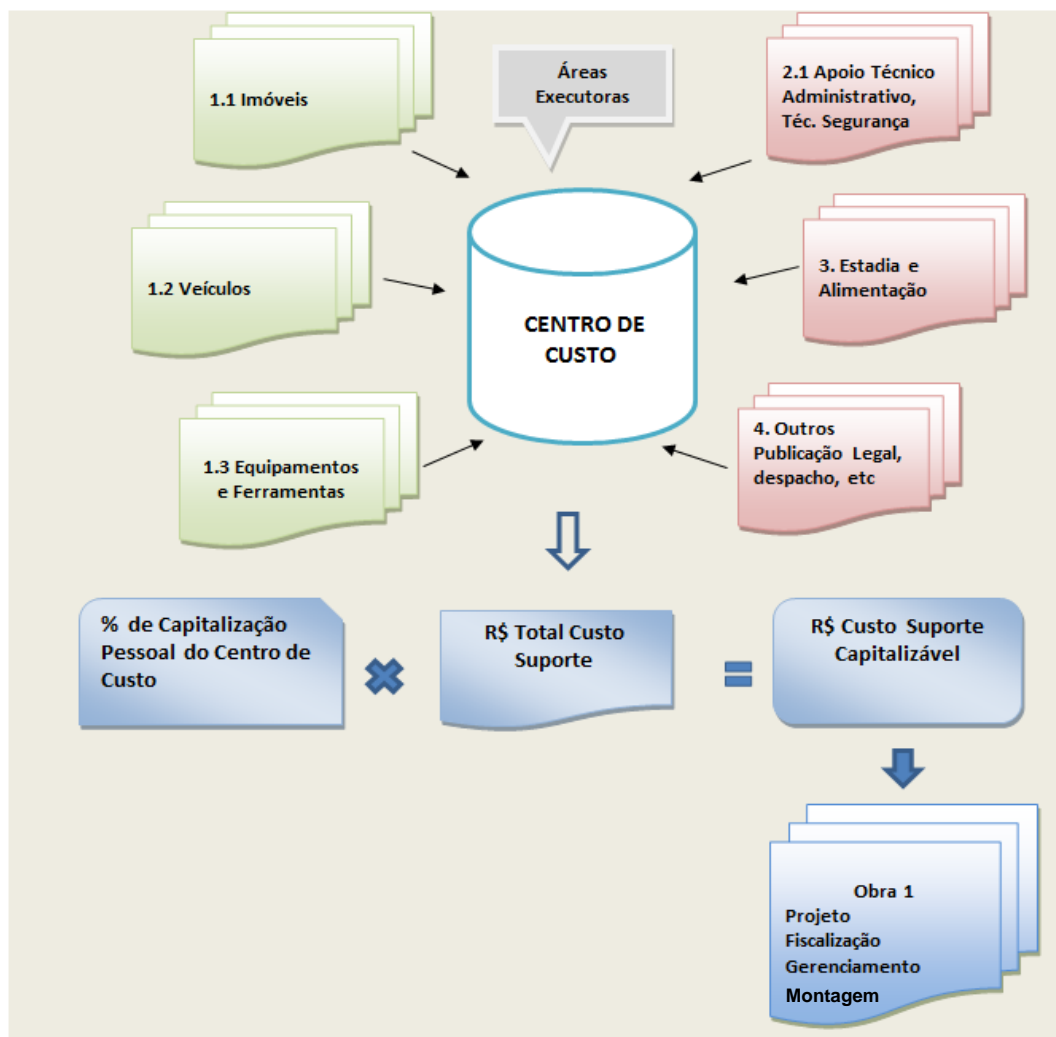 1.1 Imóveis
Áreas
Executoras
2.1 Apoio Técnico
Administrativo,
Téc. Segurança
1.2 Veículos
CENTRO DE
CUSTO
3. Estadia e
Alimentação
1.3 Equipamentos
e Ferramentas
4. Outros
Publicação Legal,
despacho, etc
% de Capitalização
Pessoal do Centro de
Custo
R$ Total Custo
Suporte
R$ Custo Suporte
Capitalizável
Obra 1
Projeto
Fiscalização
Gerenciamento
Montagem